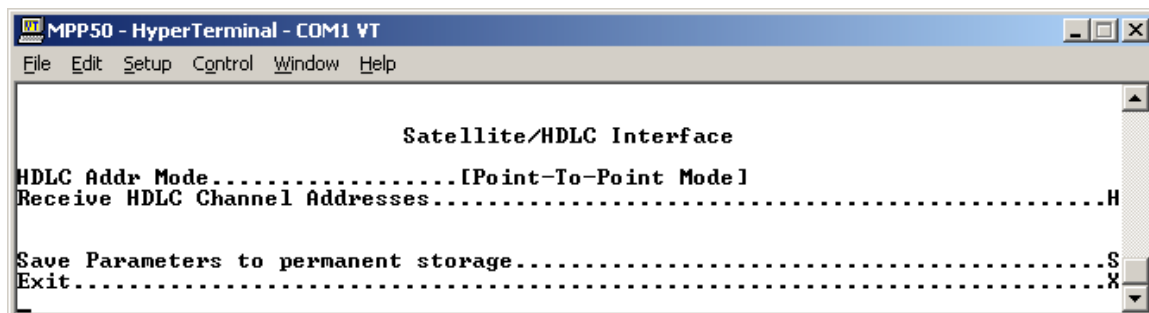 MPP50 - HyperTerminal - COM1 VT
File Edit Setup Control Window Help
Satellite/HDLC Interface
HDLC Addr Mode...................[Point-To-Point Mode]
Receive HDLC Channel Addresses.....................................................H
Save Parameters to permanent storage..............................................S
Exit.................................................................................X